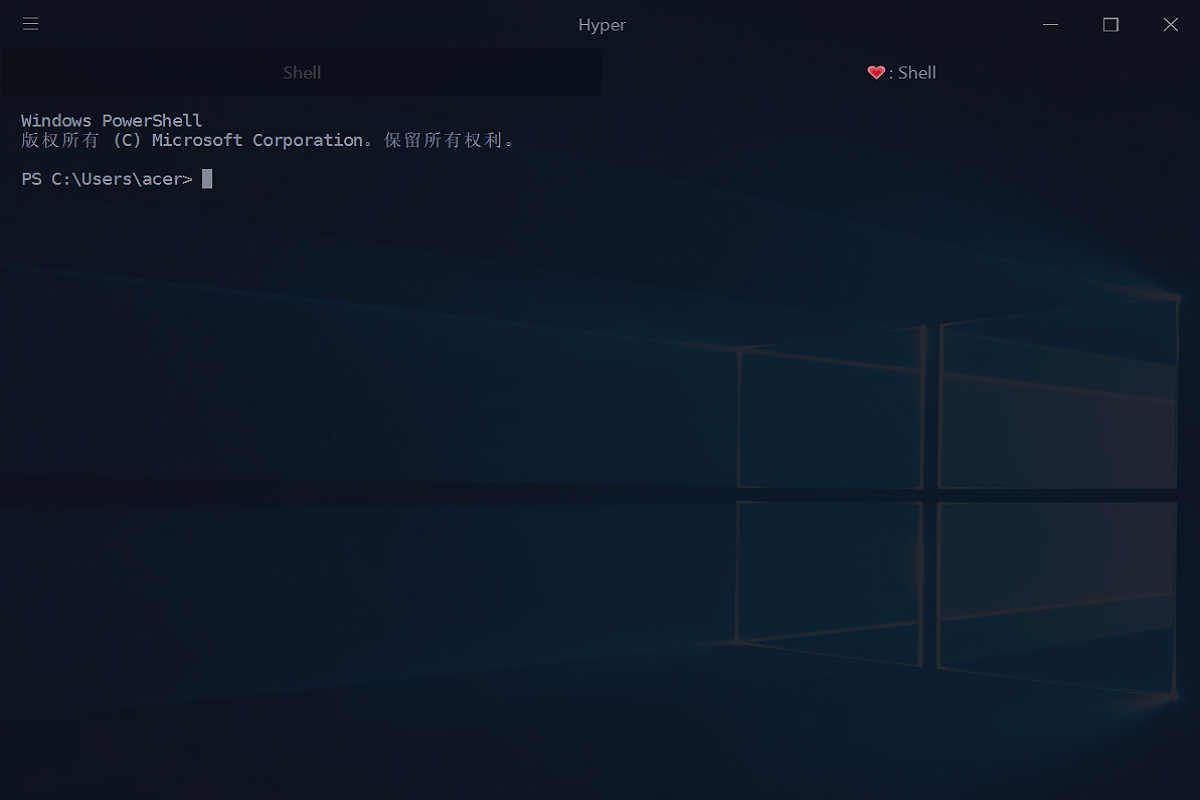 Hyper
Shell
❤: Shell
Windows PowerShell
版权所有 (C) Microsoft Corporation。保留所有权利。
PS C:\Users\acer>